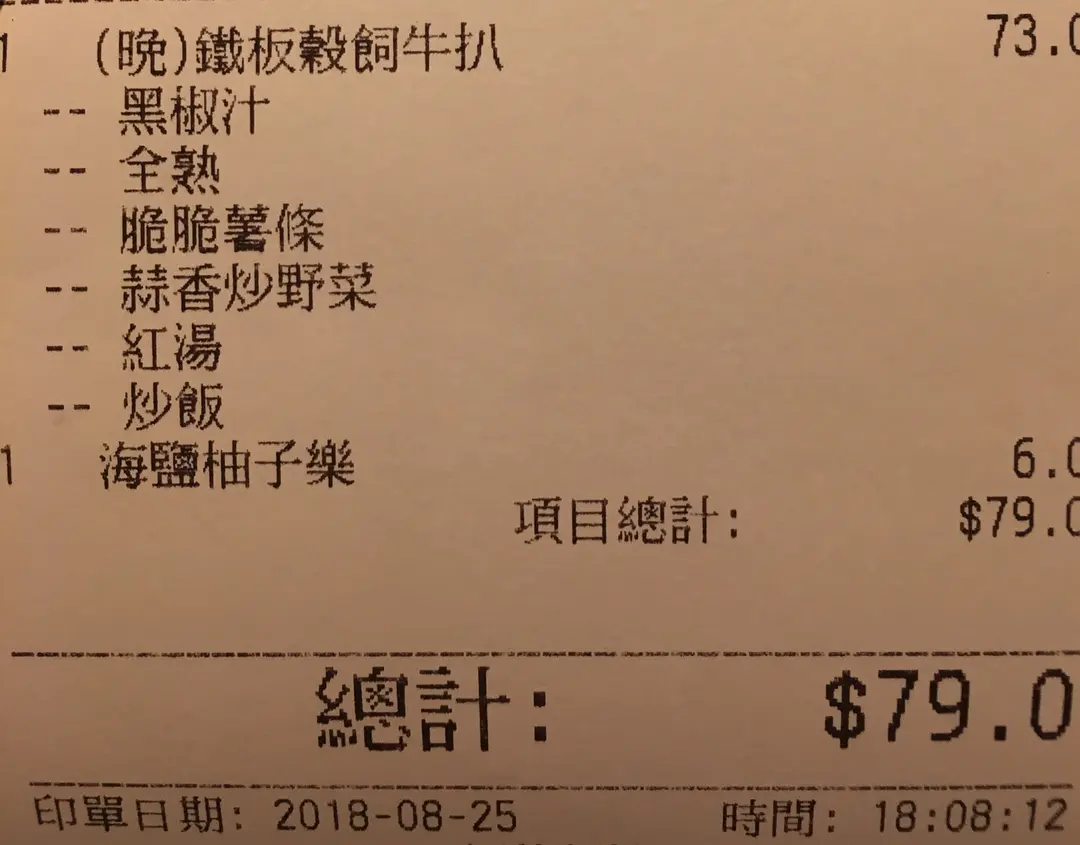 1 (晚)鐵板穀飼牛扒 73.0
-- 黑椒汁
-- 全熟
-- 脆脆薯條
-- 蒜香炒野菜
-- 紅湯
-- 炒飯
1 海鹽柚子樂 6.0
項目總計: $79.0
總計: $79.0
印單日期: 2018-08-25 時間: 18:08:12